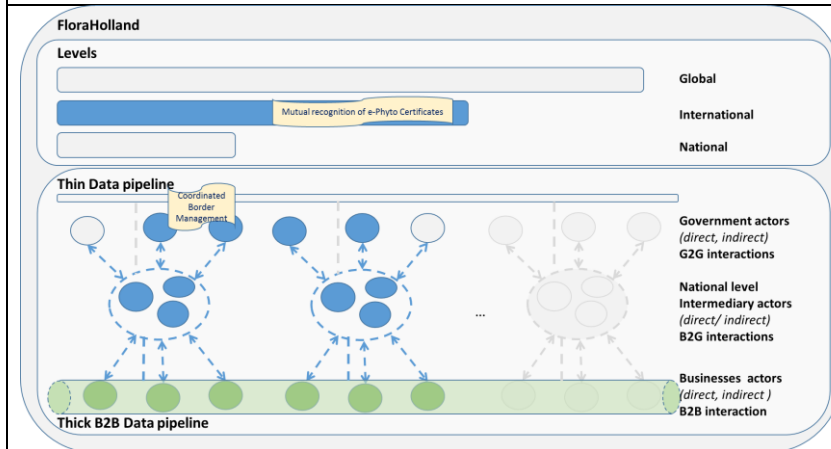 FloraHolland
Levels
Global
Mutual recognition of e-Phyto Certificates
International
National
Thin Data pipeline
Coordinated
Border
Management
Government actors
(direct, indirect)
G2G interactions
National level
Intermediary actors
(direct/ indirect)
B2G interactions
...
Businesses actors
(direct, indirect )
B2B interaction
Thick B2B Data pipeline